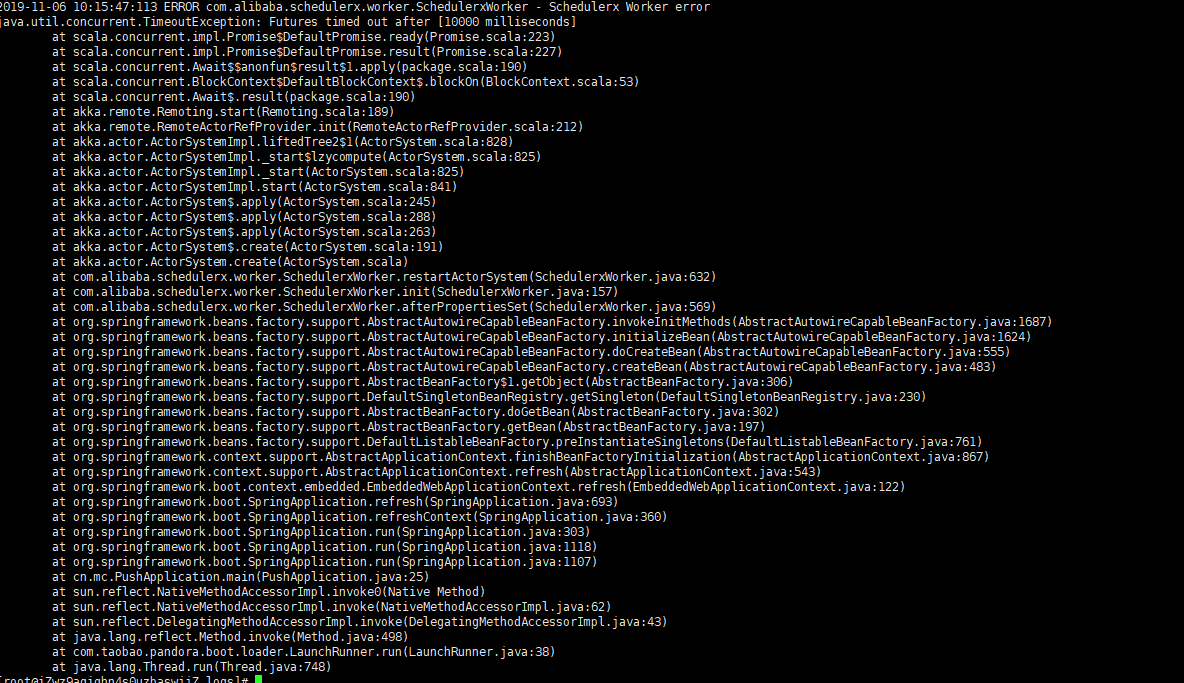 2019-11-06 10:15:47:113 ERROR com.alibaba.schedulerx.worker.SchedulerxWorker - Schedulerx Worker error
java.util.concurrent.TimeoutException: Futures timed out after [10000 milliseconds]
at scala.concurrent.impl.Promise$DefaultPromise.ready(Promise.scala:223)
at scala.concurrent.impl.Promise$DefaultPromise.result(Promise.scala:227)
at scala.concurrent.Await$$anonfun$result$1.apply(package.scala:190)
at scala.concurrent.BlockContext$DefaultBlockContext$.blockOn(BlockContext.scala:53)
at scala.concurrent.Await$.result(package.scala:190)
at akka.remote.Remoting.start(Remoting.scala:189)
at akka.remote.RemoteActorRefProvider.init(RemoteActorRefProvider.scala:212)
at akka.actor.ActorSystemImpl.liftedTree2$1(ActorSystem.scala:828)
at akka.actor.ActorSystemImpl._start$lzycompute(ActorSystem.scala:825)
at akka.actor.ActorSystemImpl._start(ActorSystem.scala:825)
at akka.actor.ActorSystemImpl.start(ActorSystem.scala:841)
at akka.actor.ActorSystem$.apply(ActorSystem.scala:245)
at akka.actor.ActorSystem$.apply(ActorSystem.scala:288)
at akka.actor.ActorSystem$.apply(ActorSystem.scala:263)
at akka.actor.ActorSystem$.create(ActorSystem.scala:191)
at akka.actor.ActorSystem.create(ActorSystem.scala)
at com.alibaba.schedulerx.worker.SchedulerxWorker.restartActorSystem(SchedulerxWorker.java:632)
at com.alibaba.schedulerx.worker.SchedulerxWorker.init(SchedulerxWorker.java:157)
at com.alibaba.schedulerx.worker.SchedulerxWorker.afterPropertiesSet(SchedulerxWorker.java:569)
at org.springframework.beans.factory.support.AbstractAutowireCapableBeanFactory.invokeInitMethods(AbstractAutowireCapableBeanFactory.java:1687)
at org.springframework.beans.factory.support.AbstractAutowireCapableBeanFactory.initializeBean(AbstractAutowireCapableBeanFactory.java:1624)
at org.springframework.beans.factory.support.AbstractAutowireCapableBeanFactory.doCreateBean(AbstractAutowireCapableBeanFactory.java:555)
at org.springframework.beans.factory.support.AbstractAutowireCapableBeanFactory.createBean(AbstractAutowireCapableBeanFactory.java:483)
at org.springframework.beans.factory.support.AbstractBeanFactory$1.getObject(AbstractBeanFactory.java:306)
at org.springframework.beans.factory.support.DefaultSingletonBeanRegistry.getSingleton(DefaultSingletonBeanRegistry.java:230)
at org.springframework.beans.factory.support.AbstractBeanFactory.doGetBean(AbstractBeanFactory.java:302)
at org.springframework.beans.factory.support.AbstractBeanFactory.getBean(AbstractBeanFactory.java:197)
at org.springframework.beans.factory.support.DefaultListableBeanFactory.preInstantiateSingletons(DefaultListableBeanFactory.java:761)
at org.springframework.context.support.AbstractApplicationContext.finishBeanFactoryInitialization(AbstractApplicationContext.java:867)
at org.springframework.context.support.AbstractApplicationContext.refresh(AbstractApplicationContext.java:543)
at org.springframework.boot.context.embedded.EmbeddedWebApplicationContext.refresh(EmbeddedWebApplicationContext.java:122)
at org.springframework.boot.SpringApplication.refresh(SpringApplication.java:693)
at org.springframework.boot.SpringApplication.refreshContext(SpringApplication.java:360)
at org.springframework.boot.SpringApplication.run(SpringApplication.java:303)
at org.springframework.boot.SpringApplication.run(SpringApplication.java:1118)
at org.springframework.boot.SpringApplication.run(SpringApplication.java:1107)
at cn.mc.PushApplication.main(PushApplication.java:25)
at sun.reflect.NativeMethodAccessorImpl.invoke0(Native Method)
at sun.reflect.NativeMethodAccessorImpl.invoke(NativeMethodAccessorImpl.java:62)
at sun.reflect.DelegatingMethodAccessorImpl.invoke(DelegatingMethodAccessorImpl.java:43)
at java.lang.reflect.Method.invoke(Method.java:498)
at com.taobao.pandora.boot.loader.LaunchRunner.run(LaunchRunner.java:38)
at java.lang.Thread.run(Thread.java:748)
logs]#